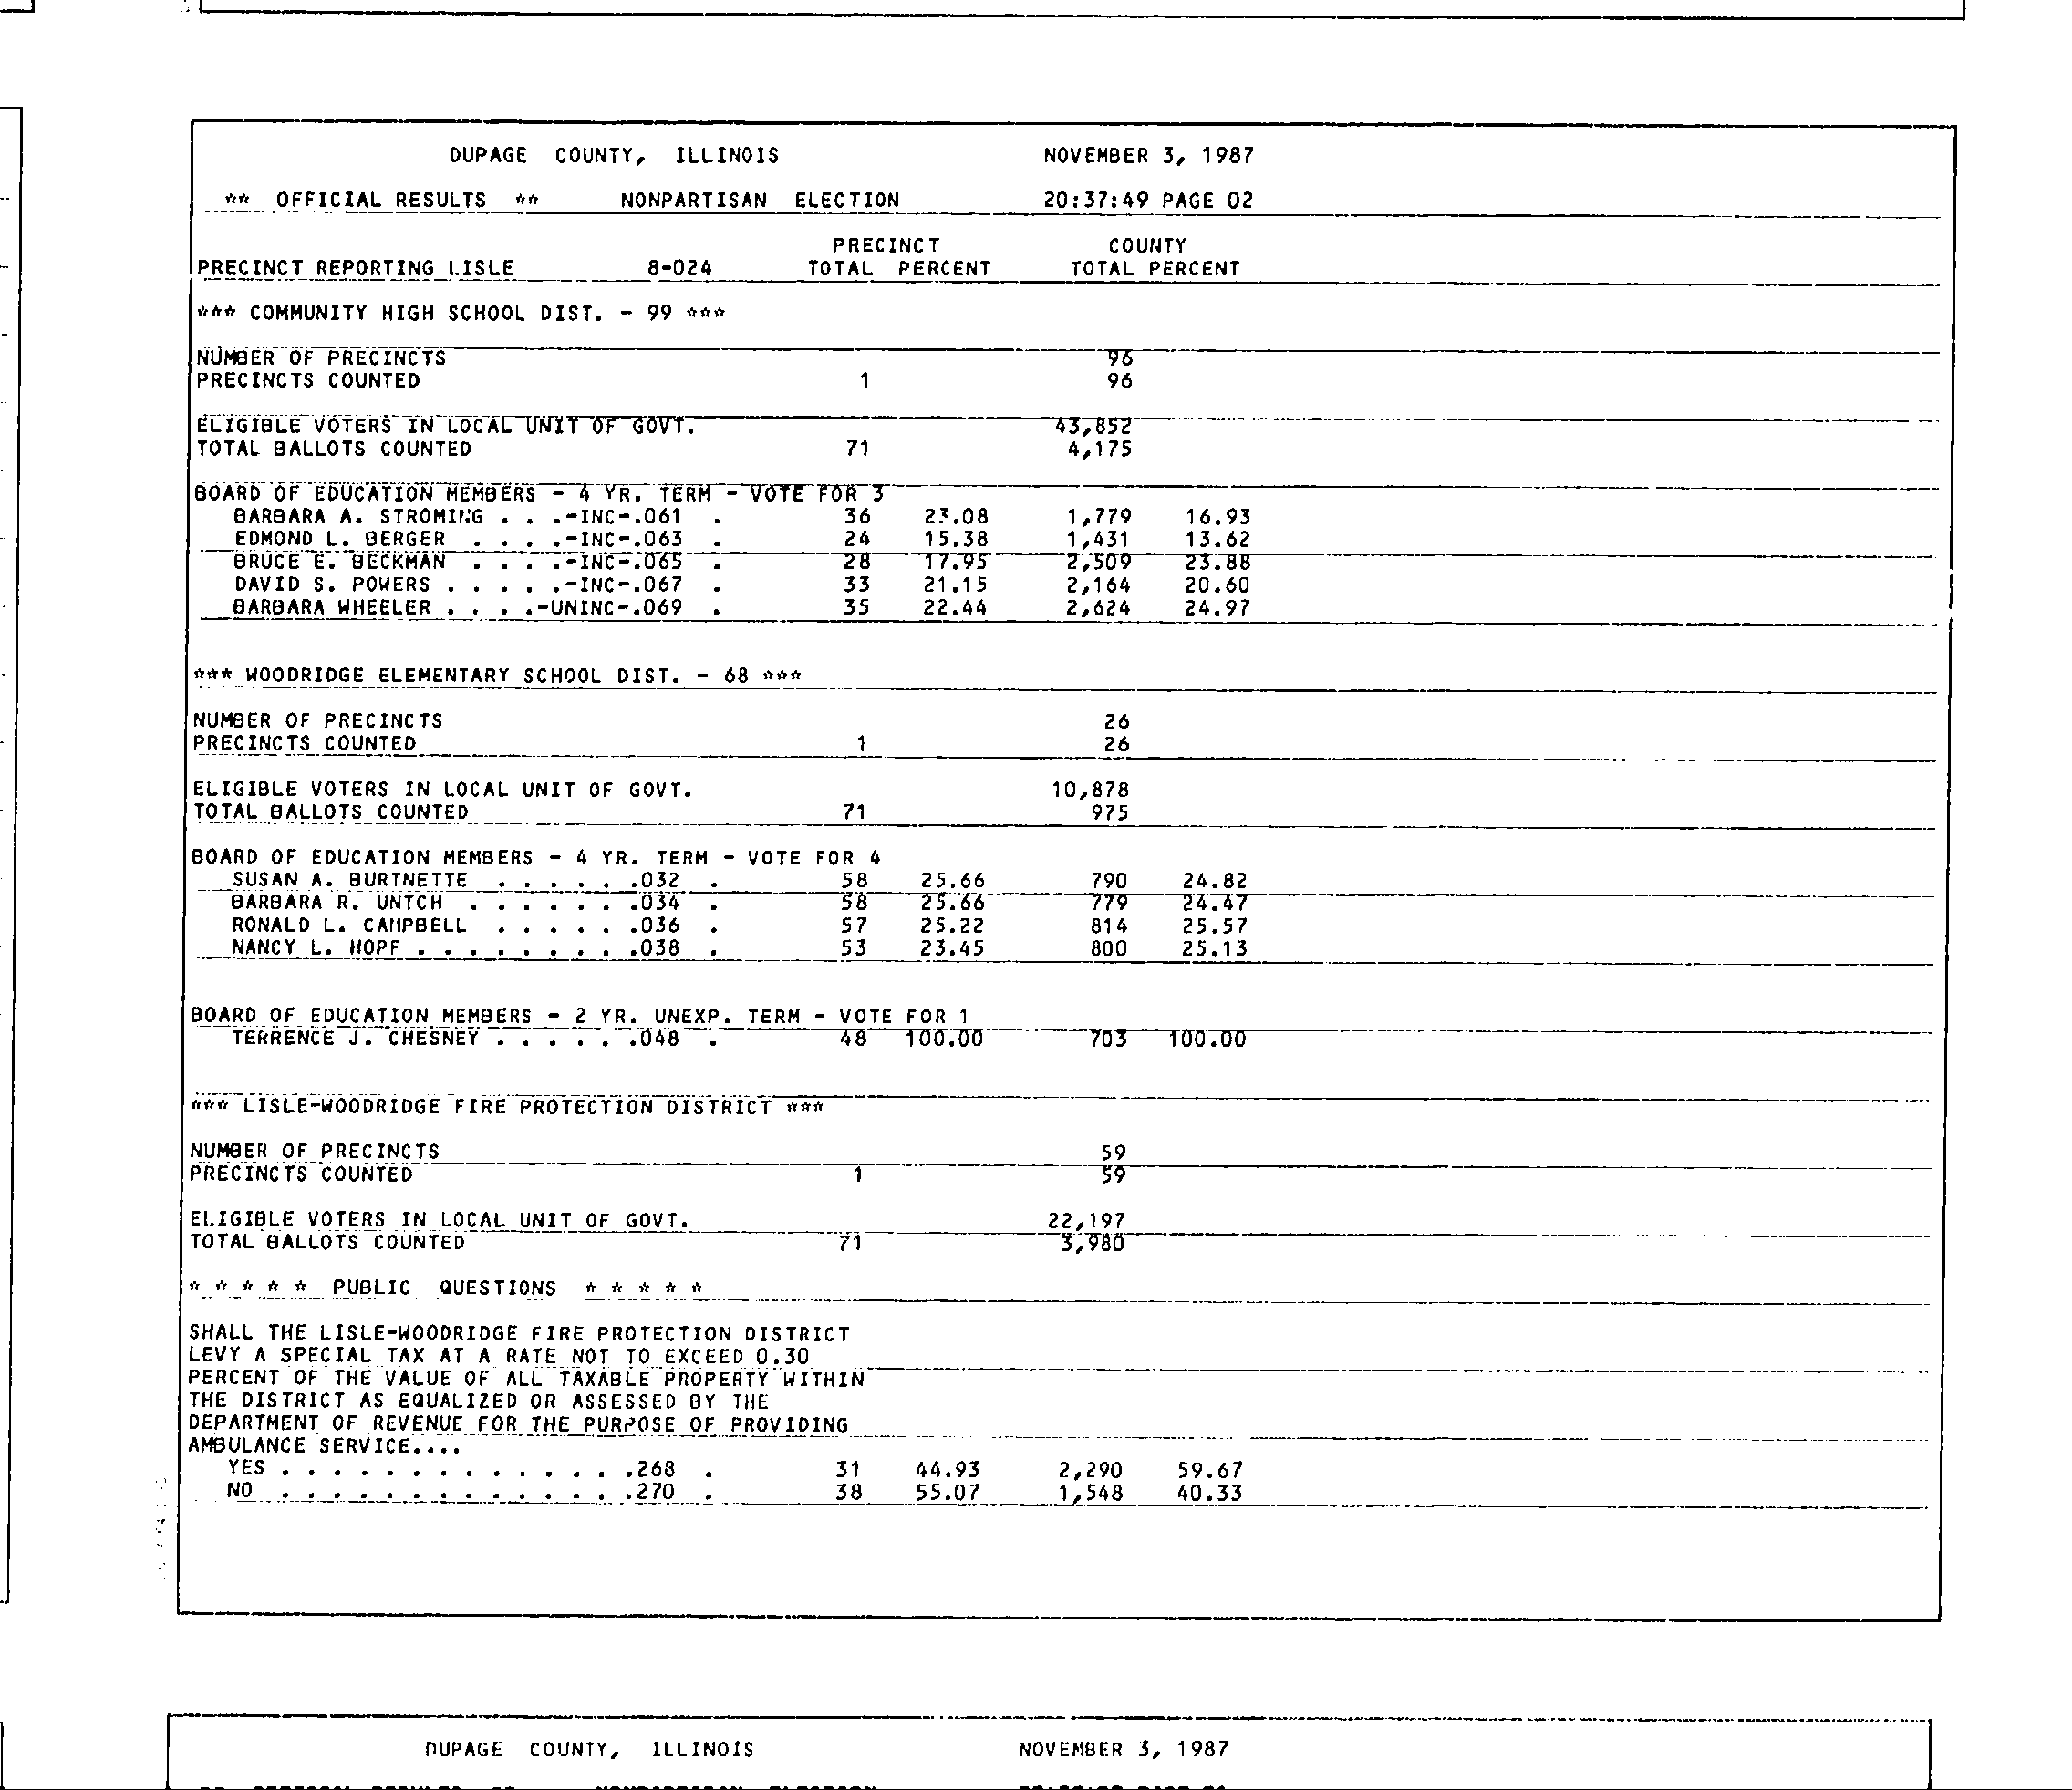 DUPAGE COUNTY, ILLINOIS NOVEMBER 3, 1987
** OFFICIAL RESULTS ** NONPARTISAN ELECTION 20:37:49 PAGE 02
PRECINCT COUNTY
PRECINCT REPORTING LISLE 8-024 TOTAL PERCENT TOTAL PERCENT
*** COMMUNITY HIGH SCHOOL DIST. - 99 ***
NUMBER OF PRECINCTS 96
PRECINCTS COUNTED 1 96
ELIGIBLE VOTERS IN LOCAL UNIT OF GOVT. 43,852
TOTAL BALLOTS COUNTED 71 4,175
BOARD OF EDUCATION MEMBERS - 4 YR. TERM - VOTE FOR 3
BARBARA A. STROMING . . .-INC-.061 . 36 23.08 1,779 16.93
EDMOND L. BERGER . . . .-INC-.063 . 24 15.38 1,431 13.62
BRUCE E. BECKMAN . . . .-INC-.065 . 28 17.95 2,509 23.88
DAVID S. POWERS . . . . .-INC-.067 . 33 21.15 2,164 20.60
BARBARA WHEELER . . . .-UNINC-.069 . 35 22.44 2,624 24.97
*** WOODRIDGE ELEMENTARY SCHOOL DIST. - 68 ***
NUMBER OF PRECINCTS 26
PRECINCTS COUNTED 1 26
ELIGIBLE VOTERS IN LOCAL UNIT OF GOVT. 10,878
TOTAL BALLOTS COUNTED 71 975
BOARD OF EDUCATION MEMBERS - 4 YR. TERM - VOTE FOR 4
SUSAN A. BURTNETTE . . . . . .032 . 58 25.66 790 24.82
BARBARA R. UNTCH . . . . . . .034 . 58 25.66 779 24.47
RONALD L. CAMPBELL . . . . . .036 . 57 25.22 814 25.57
NANCY L. HOPF . . . . . . . . .038 . 53 23.45 800 25.13
BOARD OF EDUCATION MEMBERS - 2 YR. UNEXP. TERM - VOTE FOR 1
TERRENCE J. CHESNEY . . . . . .048 . 48 100.00 703 100.00
*** LISLE-WOODRIDGE FIRE PROTECTION DISTRICT ***
NUMBER OF PRECINCTS 59
PRECINCTS COUNTED 1 59
ELIGIBLE VOTERS IN LOCAL UNIT OF GOVT. 22,197
TOTAL BALLOTS COUNTED 71 3,980
* * * * * PUBLIC QUESTIONS * * * * *
SHALL THE LISLE-WOODRIDGE FIRE PROTECTION DISTRICT
LEVY A SPECIAL TAX AT A RATE NOT TO EXCEED 0.30
PERCENT OF THE VALUE OF ALL TAXABLE PROPERTY WITHIN
THE DISTRICT AS EQUALIZED OR ASSESSED BY THE
DEPARTMENT OF REVENUE FOR THE PURPOSE OF PROVIDING
AMBULANCE SERVICE....
YES . . . . . . . . . . . . . .268 . 31 44.93 2,290 59.67
NO . . . . . . . . . . . . . . .270 . 38 55.07 1,548 40.33
DUPAGE COUNTY, ILLINOIS NOVEMBER 3, 1987